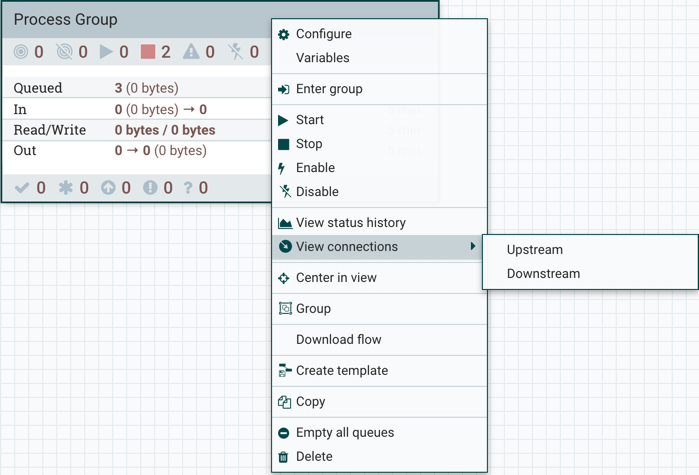 Process Group
0 0 0 2 0 0
Queued 3 (0 bytes)
In 0 (0 bytes) → 0
Read/Write 0 bytes / 0 bytes
Out 0 → 0 (0 bytes)
0 0 0 0 ? 0
Configure
Variables
Enter group
Start
Stop
Enable
Disable
View status history
View connections
Upstream
Downstream
Center in view
Group
Download flow
Create template
Copy
Empty all queues
Delete